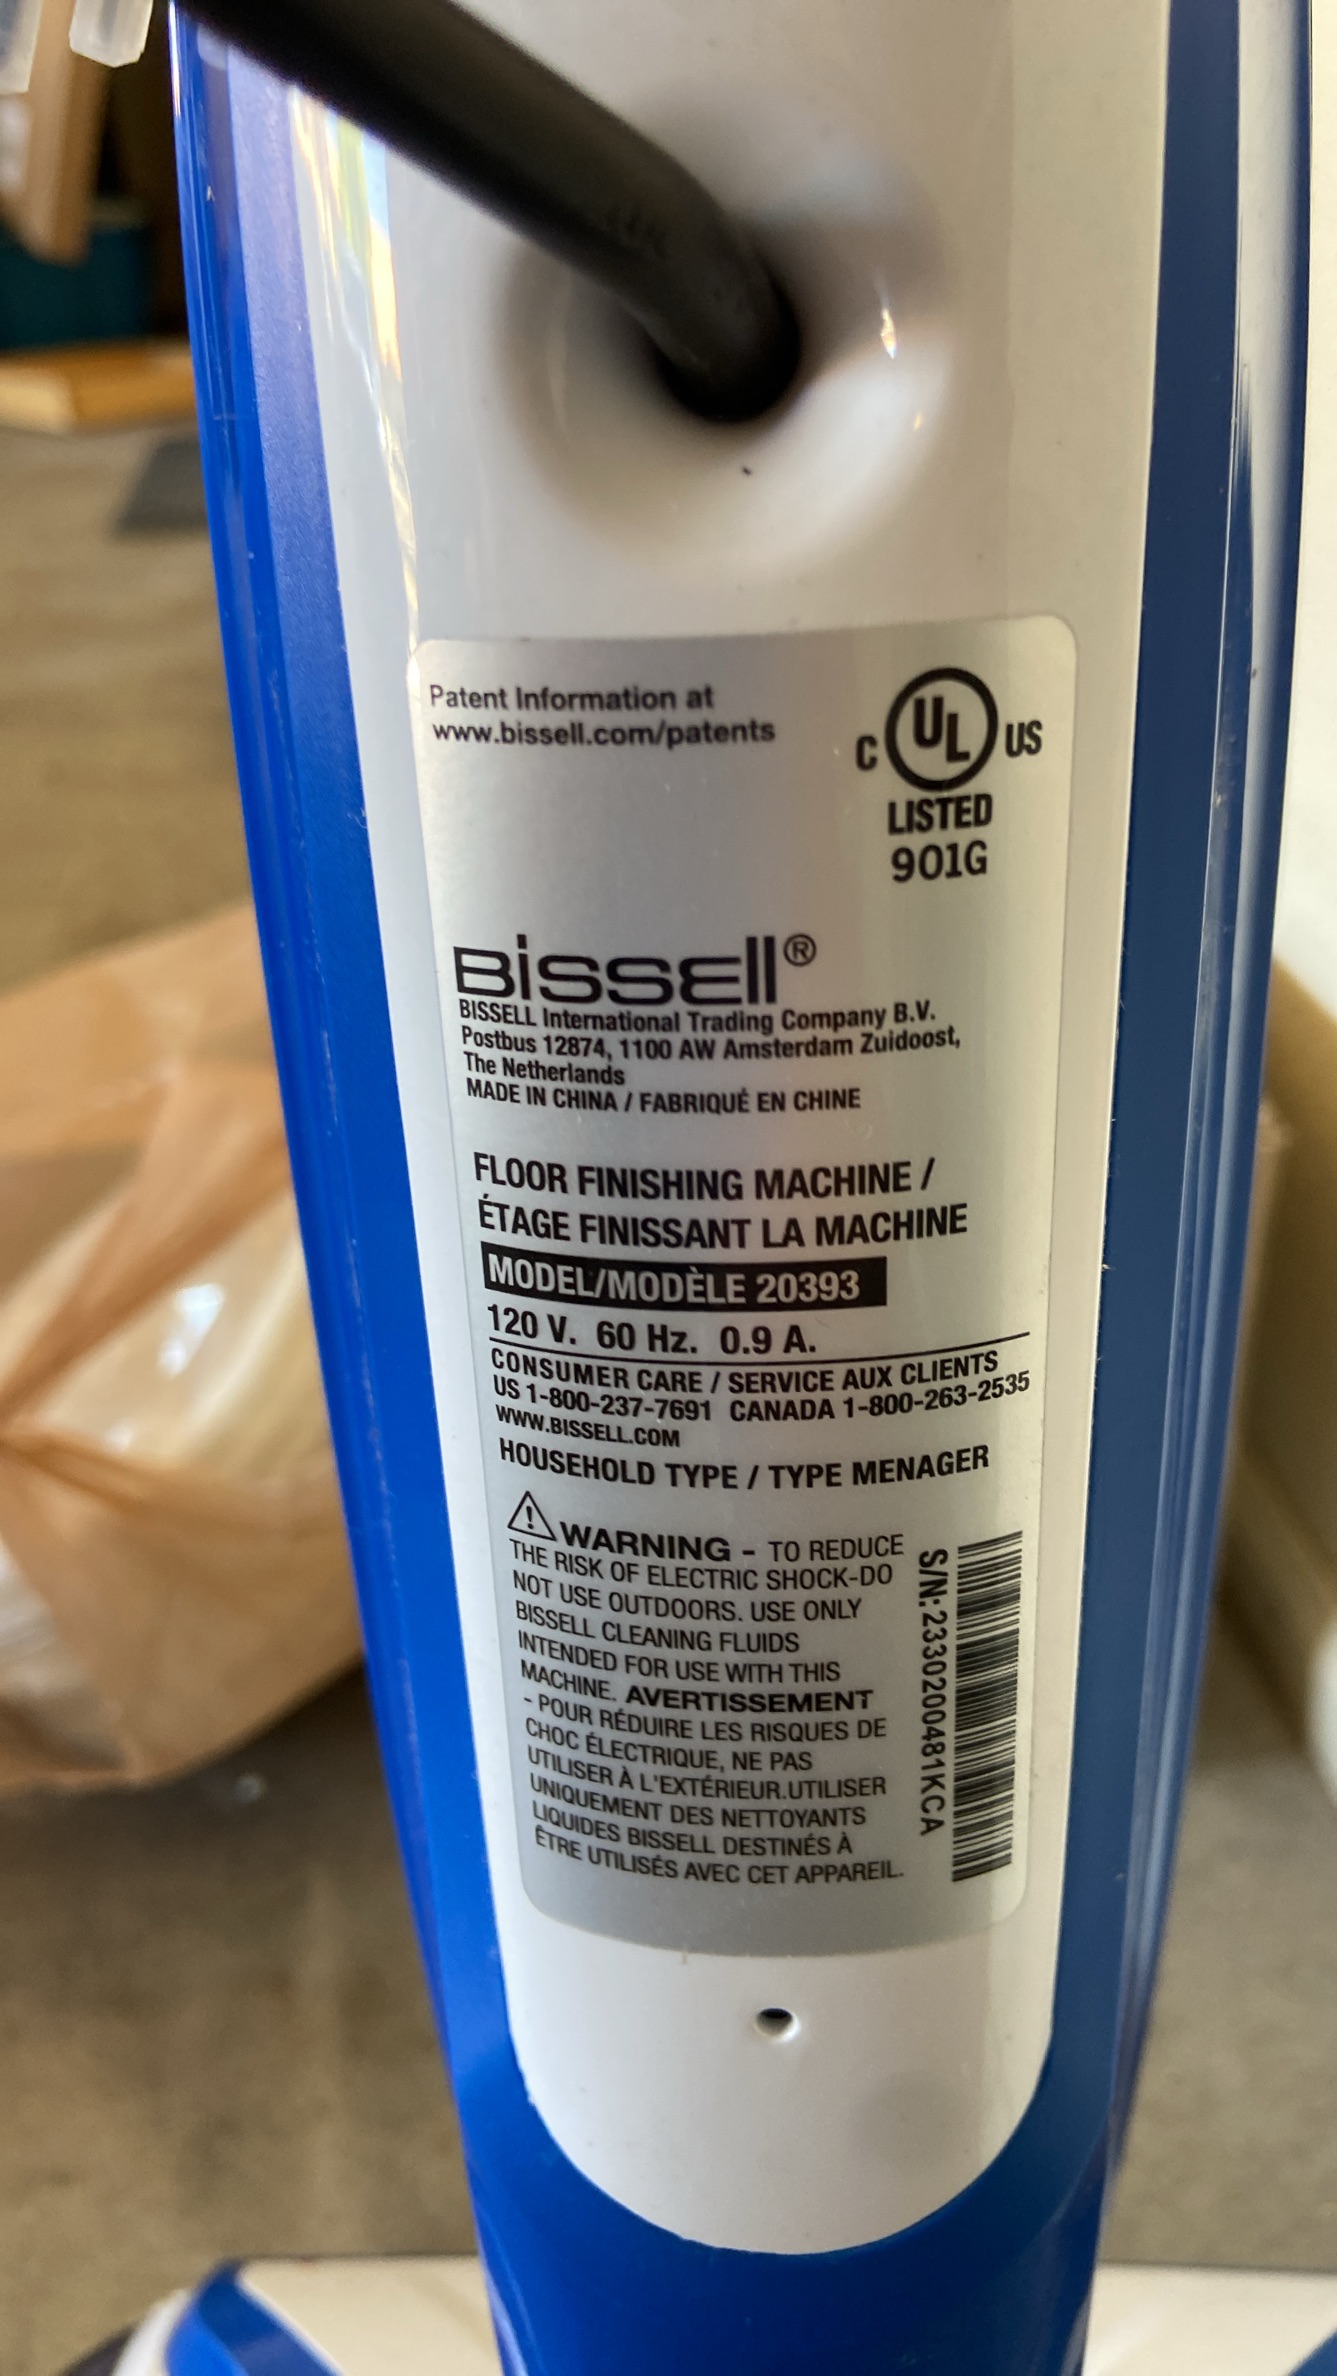 Patent Information at
www.bissell.com/patents
C UL US
LISTED
901G
BISSELL®
BISSELL International Trading Company B.V.
Postbus 12874, 1100 AW Amsterdam Zuidoost,
The Netherlands
MADE IN CHINA / FABRIQUÉ EN CHINE
FLOOR FINISHING MACHINE /
ÉTAGE FINISSANT LA MACHINE
MODEL/MODÈLE 20393
120 V. 60 Hz. 0.9 A.
CONSUMER CARE / SERVICE AUX CLIENTS
US 1-800-237-7691 CANADA 1-800-263-2535
WWW.BISSELL.COM
HOUSEHOLD TYPE / TYPE MENAGER
WARNING - TO REDUCE
THE RISK OF ELECTRIC SHOCK-DO
NOT USE OUTDOORS. USE ONLY
BISSELL CLEANING FLUIDS
INTENDED FOR USE WITH THIS
MACHINE. AVERTISSEMENT
- POUR RÉDUIRE LES RISQUES DE
CHOC ÉLECTRIQUE, NE PAS
UTILISER À L'EXTÉRIEUR.UTILISER
UNIQUEMENT DES NETTOYANTS
LIQUIDES BISSELL DESTINÉS À
ÊTRE UTILISÉS AVEC CET APPAREIL.
S/N: 2330200481KCA